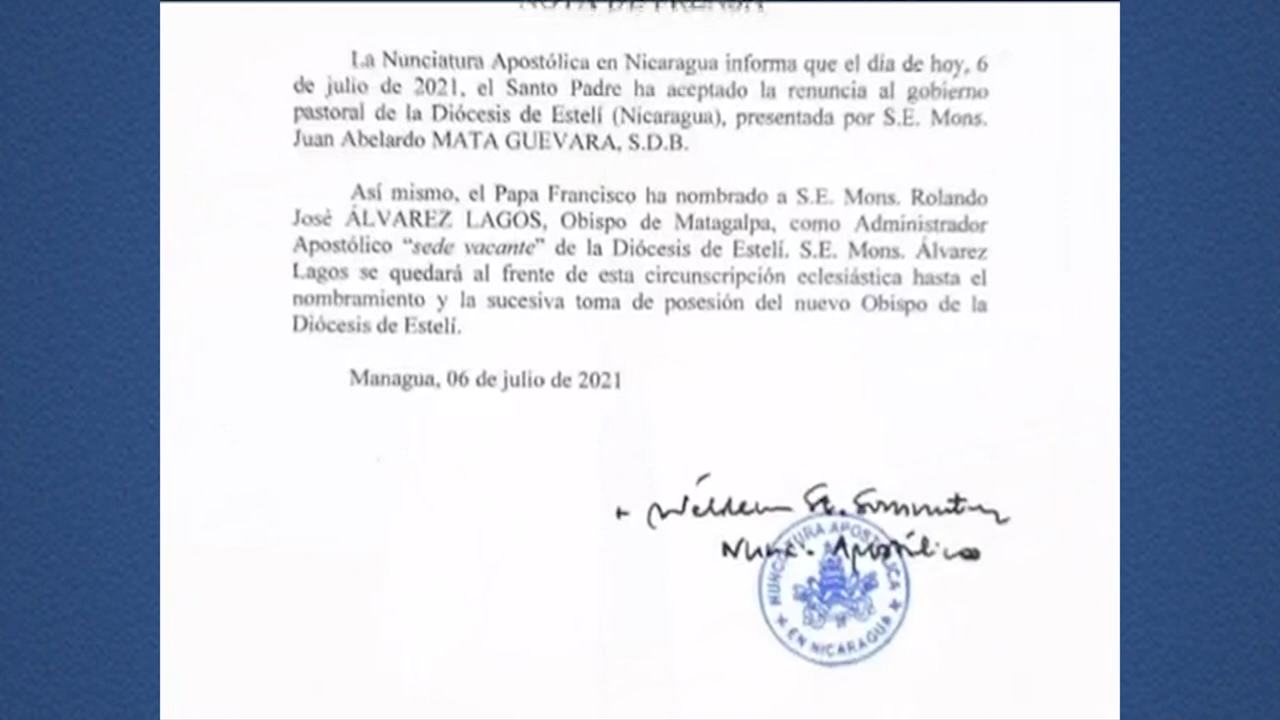 NOTA DE PRENSA
La Nunciatura Apostólica en Nicaragua informa que el día de hoy, 6
de julio de 2021, el Santo Padre ha aceptado la renuncia al gobierno
pastoral de la Diócesis de Estelí (Nicaragua), presentada por S.E. Mons.
Juan Abelardo MATA GUEVARA, S.D.B.
Así mismo, el Papa Francisco ha nombrado a S.E. Mons. Rolando
José ÁLVAREZ LAGOS, Obispo de Matagalpa, como Administrador
Apostólico “sede vacante” de la Diócesis de Estelí. S.E. Mons. Álvarez
Lagos se quedará al frente de esta circunscripción eclesiástica hasta el
nombramiento y la sucesiva toma de posesión del nuevo Obispo de la
Diócesis de Estelí.
Managua, 06 de julio de 2021
Nunc. Apostólico
NUNCIATURA APOSTOLICA
EN NICARAGUA